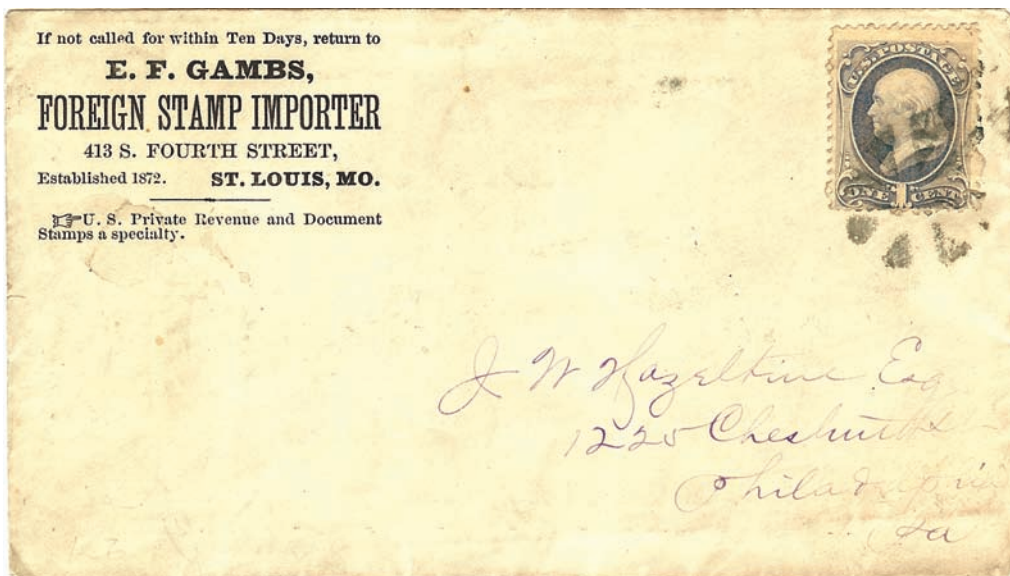 If not called for within Ten Days, return to
E. F. GAMBS,
FOREIGN STAMP IMPORTER
413 S. FOURTH STREET,
Established 1872. ST. LOUIS, MO.
☞U. S. Private Revenue and Document
Stamps a specialty.
U.S. POSTAGE
ONE 1 CENT
J W Hazeltine Esq
1225 Chestnut
Philadelphia
Pa